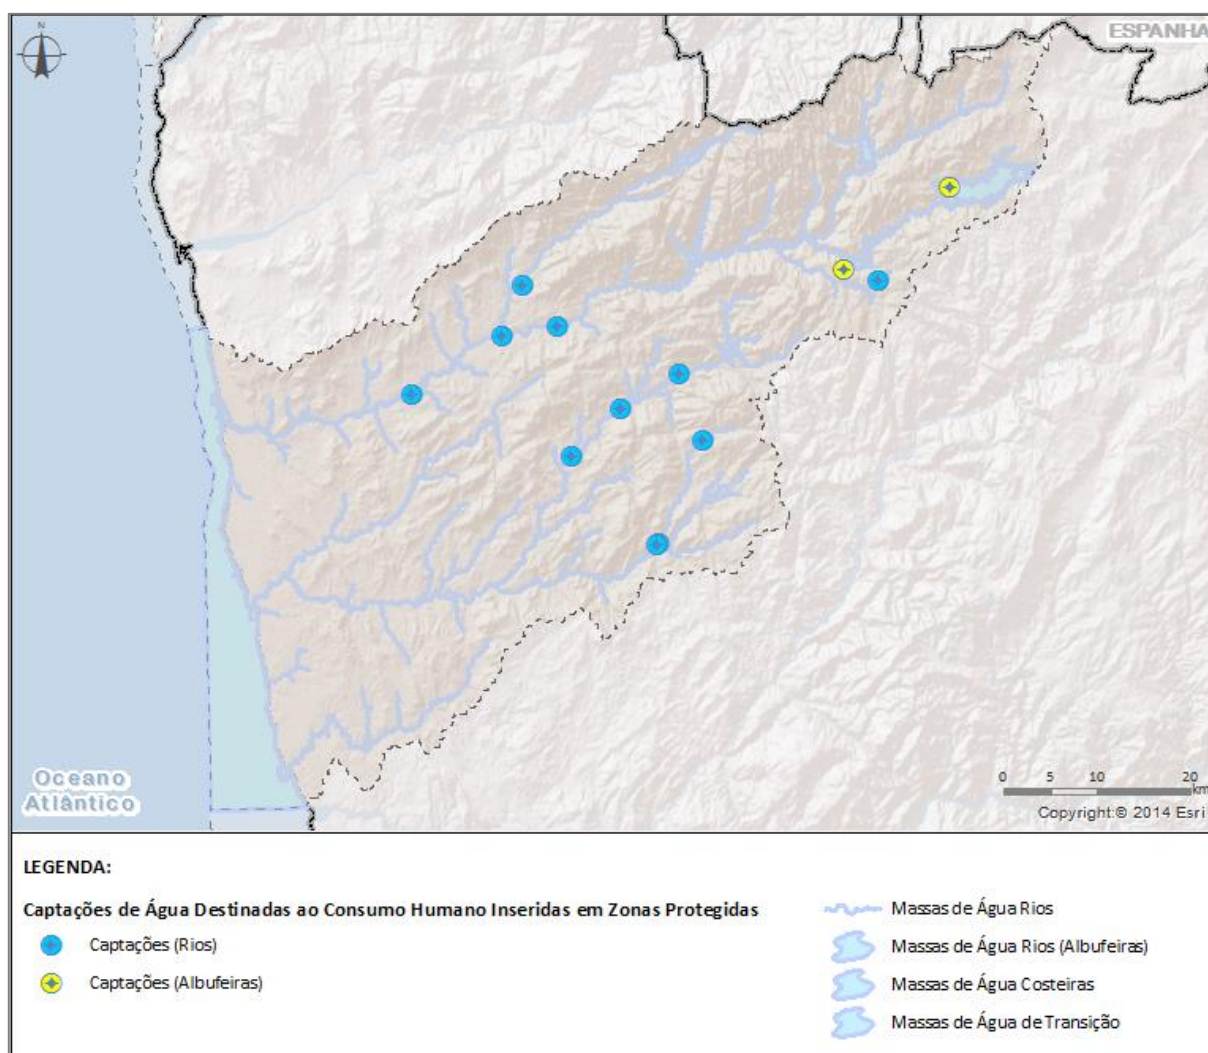 N
ESPANHA
Oceano
Atlântico
0 5 10 20
km
Copyright:© 2014 Esri
LEGENDA:
Captações de Água Destinadas ao Consumo Humano Inseridas em Zonas Protegidas
Captações (Rios)
Captações (Albufeiras)
Massas de Água Rios
Massas de Água Rios (Albufeiras)
Massas de Água Costeiras
Massas de Água de Transição